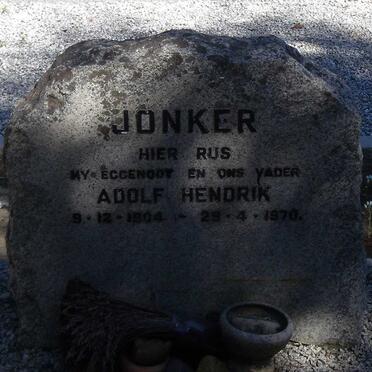 JONKER
HIER RUS
MY EGGENOOT EN ONS VADER
ADOLF HENDRIK
9-12-1904 - 29-4-1970.